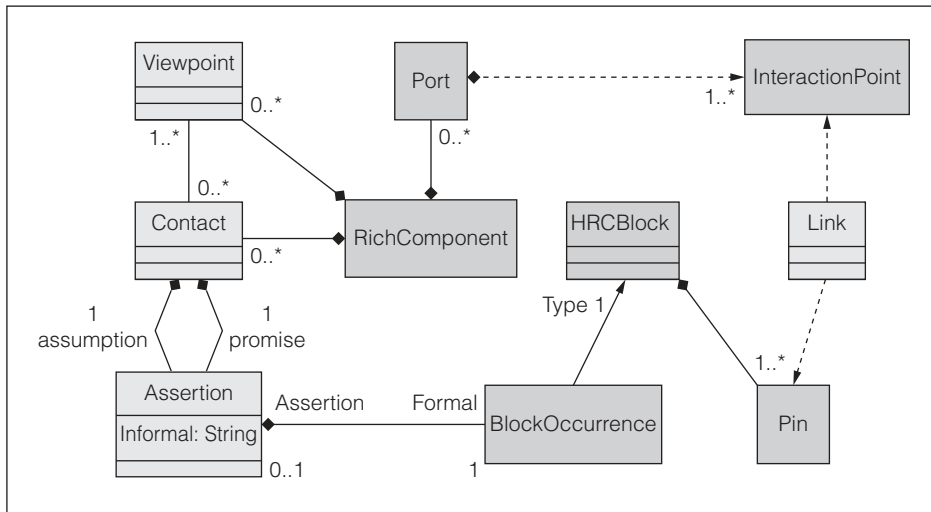 Viewpoint
Port
InteractionPoint
0..*
1..*
1..*
0..*
0..*
Contact
RichComponent
HRCBlock
Link
0..*
Type 1
1
assumption
1
promise
1..*
Assertion
Informal: String
Assertion
Formal
BlockOccurrence
Pin
0..1
1